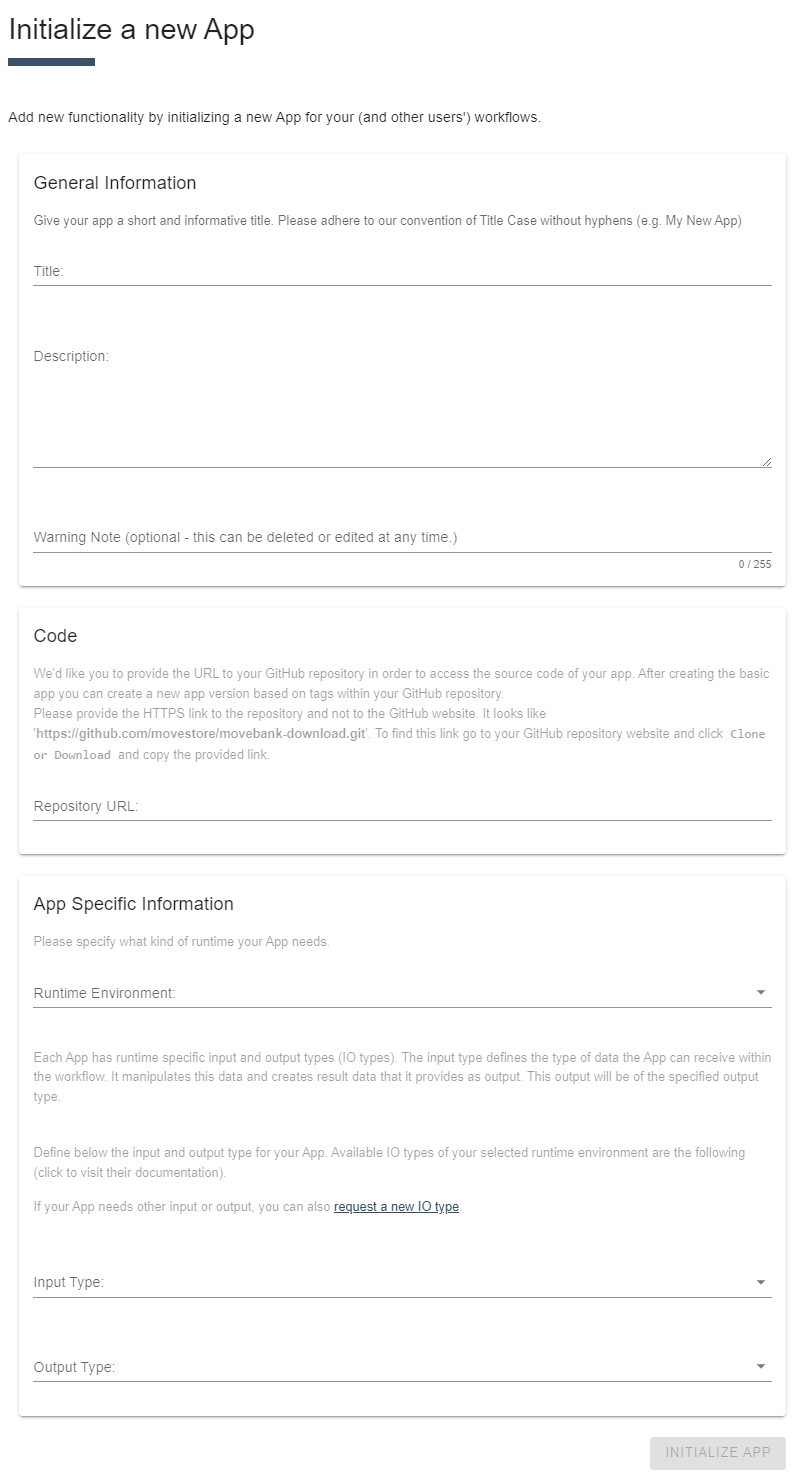 Initialize a new App
Add new functionality by initializing a new App for your (and other users') workflows.
General Information
Give your app a short and informative title. Please adhere to our convention of Title Case without hyphens (e.g. My New App)
Title:
Description:
Warning Note (optional - this can be deleted or edited at any time.)
0 / 255
Code
We'd like you to provide the URL to your GitHub repository in order to access the source code of your app. After creating the basic
app you can create a new app version based on tags within your GitHub repository.
Please provide the HTTPS link to the repository and not to the GitHub website. It looks like
'https://github.com/movestore/movebank-download.git'. To find this link go to your GitHub repository website and click Clone
or Download and copy the provided link.
Repository URL:
App Specific Information
Please specify what kind of runtime your App needs.
Runtime Environment:
Each App has runtime specific input and output types (IO types). The input type defines the type of data the App can receive within
the workflow. It manipulates this data and creates result data that it provides as output. This output will be of the specified output
type.
Define below the input and output type for your App. Available IO types of your selected runtime environment are the following
(click to visit their documentation).
If your App needs other input or output, you can also request a new IO type.
Input Type:
Output Type:
INITIALIZE APP